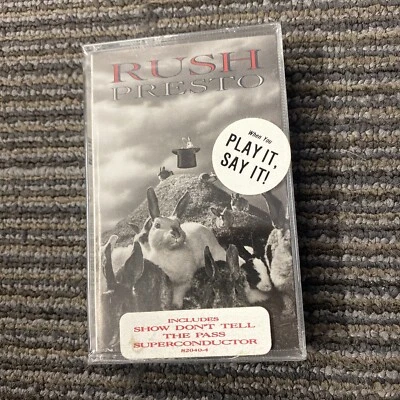 RUSH
PRESTO
When You
PLAY IT,
SAY IT!
INCLUDES
SHOW DON'T TELL
THE PASS
SUPERCONDUCTOR
82040-4